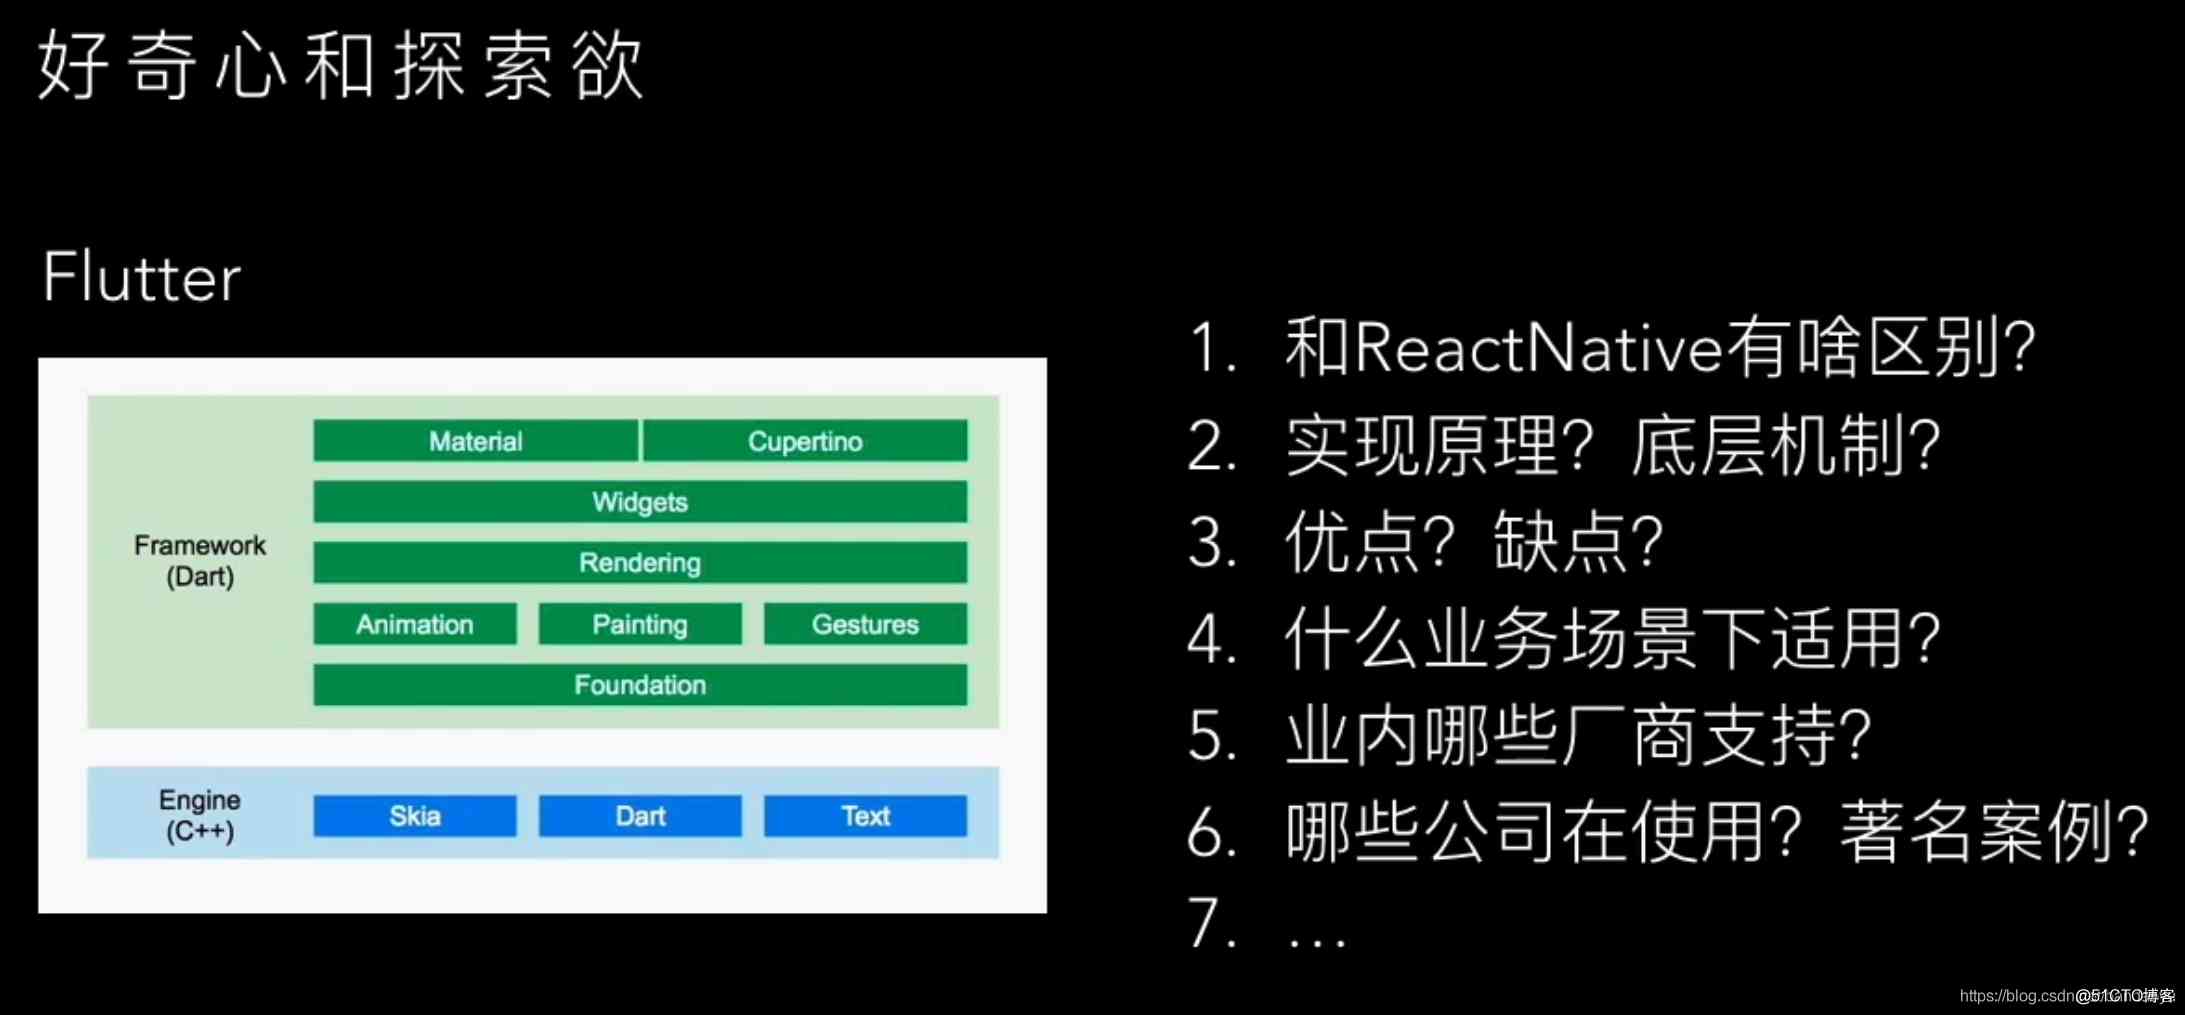 好奇心和探索欲
Flutter
Framework
(Dart)
Material
Cupertino
Widgets
Rendering
Animation
Painting
Gestures
Foundation
Engine
(C++)
Skia
Dart
Text
1. 和ReactNative有啥区别?
2. 实现原理? 底层机制?
3. 优点? 缺点?
4. 什么业务场景下适用?
5. 业内哪些厂商支持?
6. 哪些公司在使用? 著名案例?
7. ...
https://blog.csdn
@51CTO博客